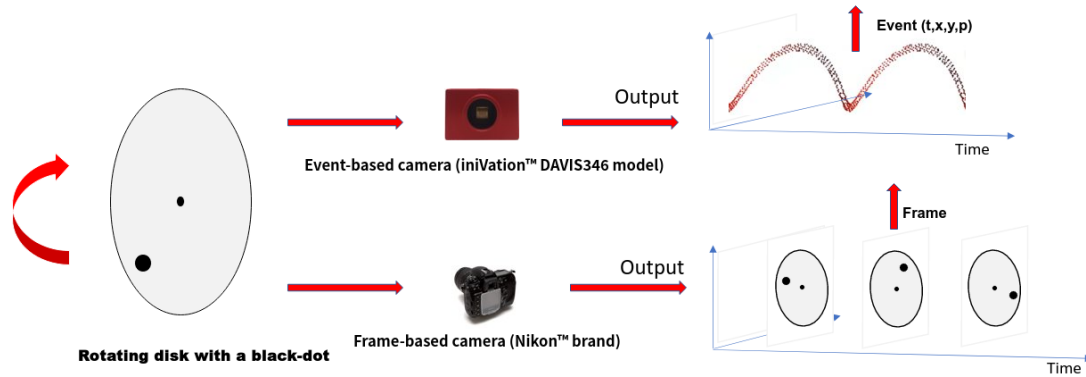 Event (t,x,y,p)
Output
Time
Event-based camera (iniVation™ DAVIS346 model)
Frame
Output
Frame-based camera (Nikon™ brand)
Rotating disk with a black-dot
Time